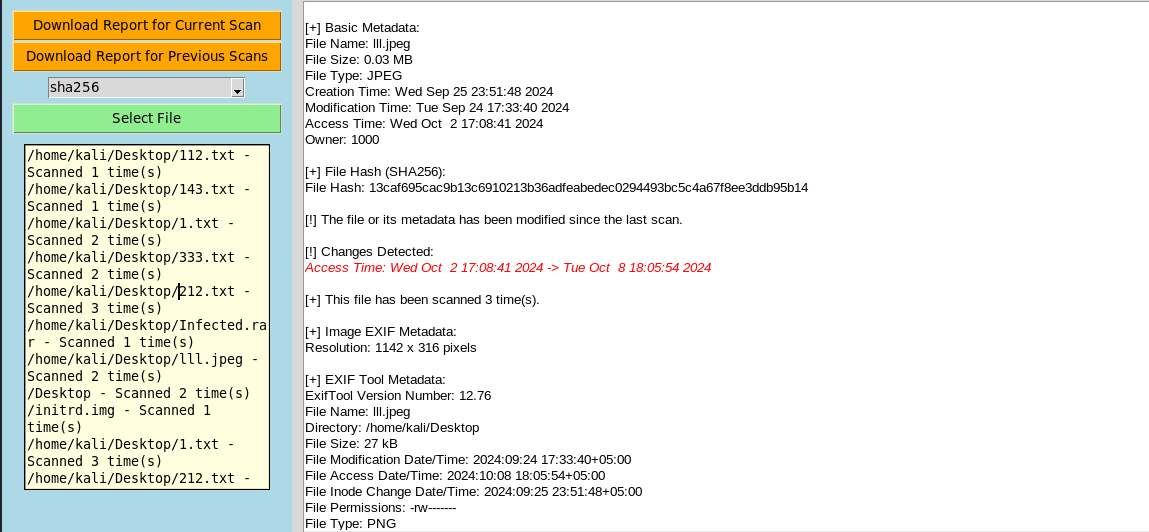 Download Report for Current Scan
Download Report for Previous Scans
sha256
Select File
/home/kali/Desktop/112.txt -
Scanned 1 time(s)
/home/kali/Desktop/143.txt -
Scanned 1 time(s)
/home/kali/Desktop/1.txt -
Scanned 2 time(s)
/home/kali/Desktop/333.txt -
Scanned 2 time(s)
/home/kali/Desktop/212.txt -
Scanned 3 time(s)
/home/kali/Desktop/Infected.ra
r - Scanned 1 time(s)
/home/kali/Desktop/lll.jpeg -
Scanned 2 time(s)
/Desktop - Scanned 2 time(s)
/initrd.img - Scanned 1
time(s)
/home/kali/Desktop/1.txt -
Scanned 3 time(s)
/home/kali/Desktop/212.txt -
[+] Basic Metadata:
File Name: lll.jpeg
File Size: 0.03 MB
File Type: JPEG
Creation Time: Wed Sep 25 23:51:48 2024
Modification Time: Tue Sep 24 17:33:40 2024
Access Time: Wed Oct  2 17:08:41 2024
Owner: 1000
[+] File Hash (SHA256):
File Hash: 13caf695cac9b13c6910213b36adfeabedec0294493bc5c4a67f8ee3ddb95b14
[!] The file or its metadata has been modified since the last scan.
[!] Changes Detected:
Access Time: Wed Oct  2 17:08:41 2024 -> Tue Oct  8 18:05:54 2024
[+] This file has been scanned 3 time(s).
[+] Image EXIF Metadata:
Resolution: 1142 x 316 pixels
[+] EXIF Tool Metadata:
ExifTool Version Number: 12.76
File Name: lll.jpeg
Directory: /home/kali/Desktop
File Size: 27 kB
File Modification Date/Time: 2024:09:24 17:33:40+05:00
File Access Date/Time: 2024:10:08 18:05:54+05:00
File Inode Change Date/Time: 2024:09:25 23:51:48+05:00
File Permissions: -rw-------
File Type: PNG